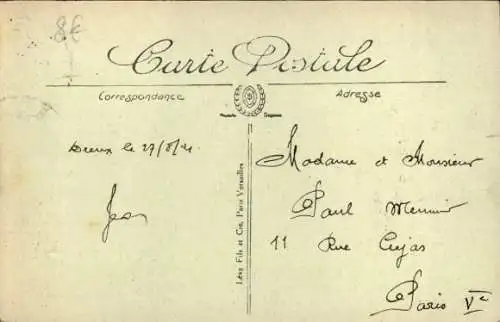 8€
Carte Postale
Correspondance
Adresse
Dreux le 27/8/21
Jean
Lévy Fils et Cie, Paris Versailles
Madame et Monsieur
Paul Meunier
11 Rue Cujas
Paris Ve